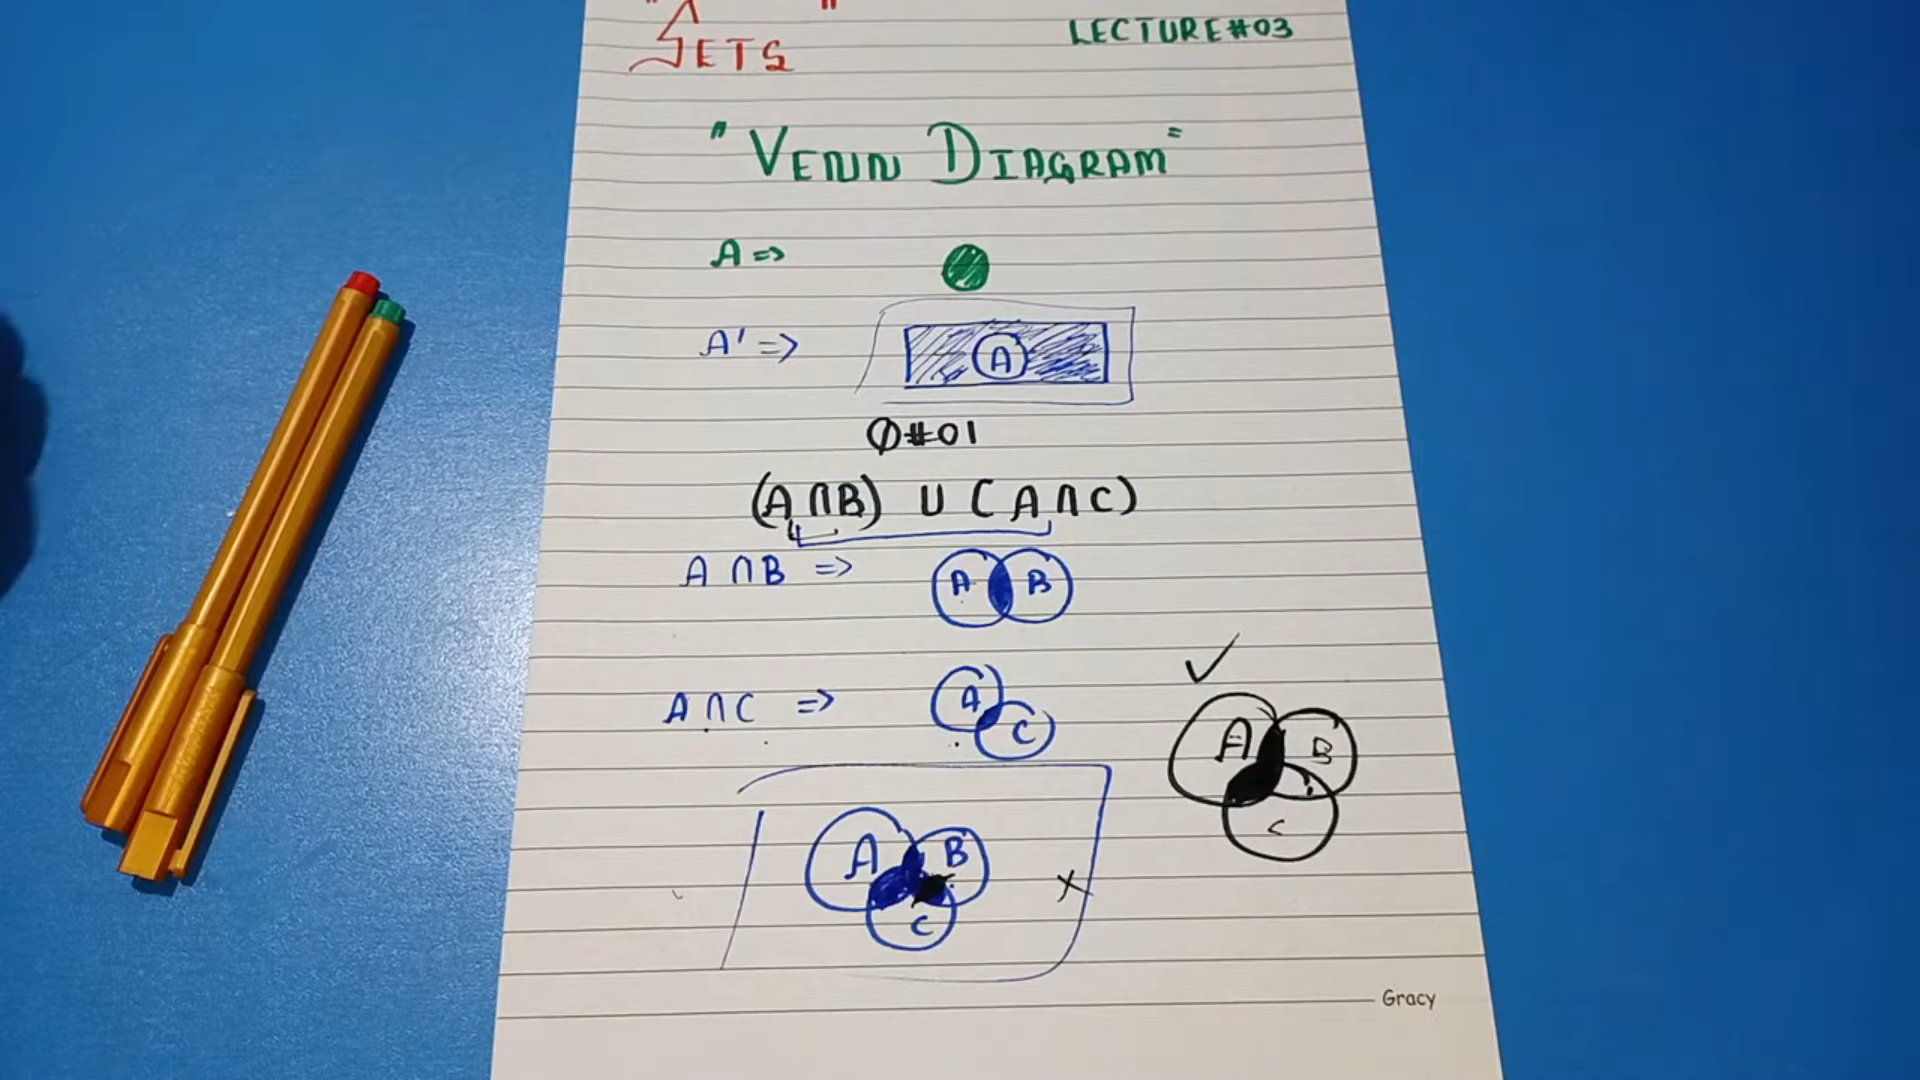 "SETS"
LECTURE#03
"VENN DIAGRAM"
A =>
A' =>
A
Q#01
(A∩B) ∪ (A∩C)
A∩B =>
A B
A∩C =>
A
C
A B
C
A B
C
Gracy